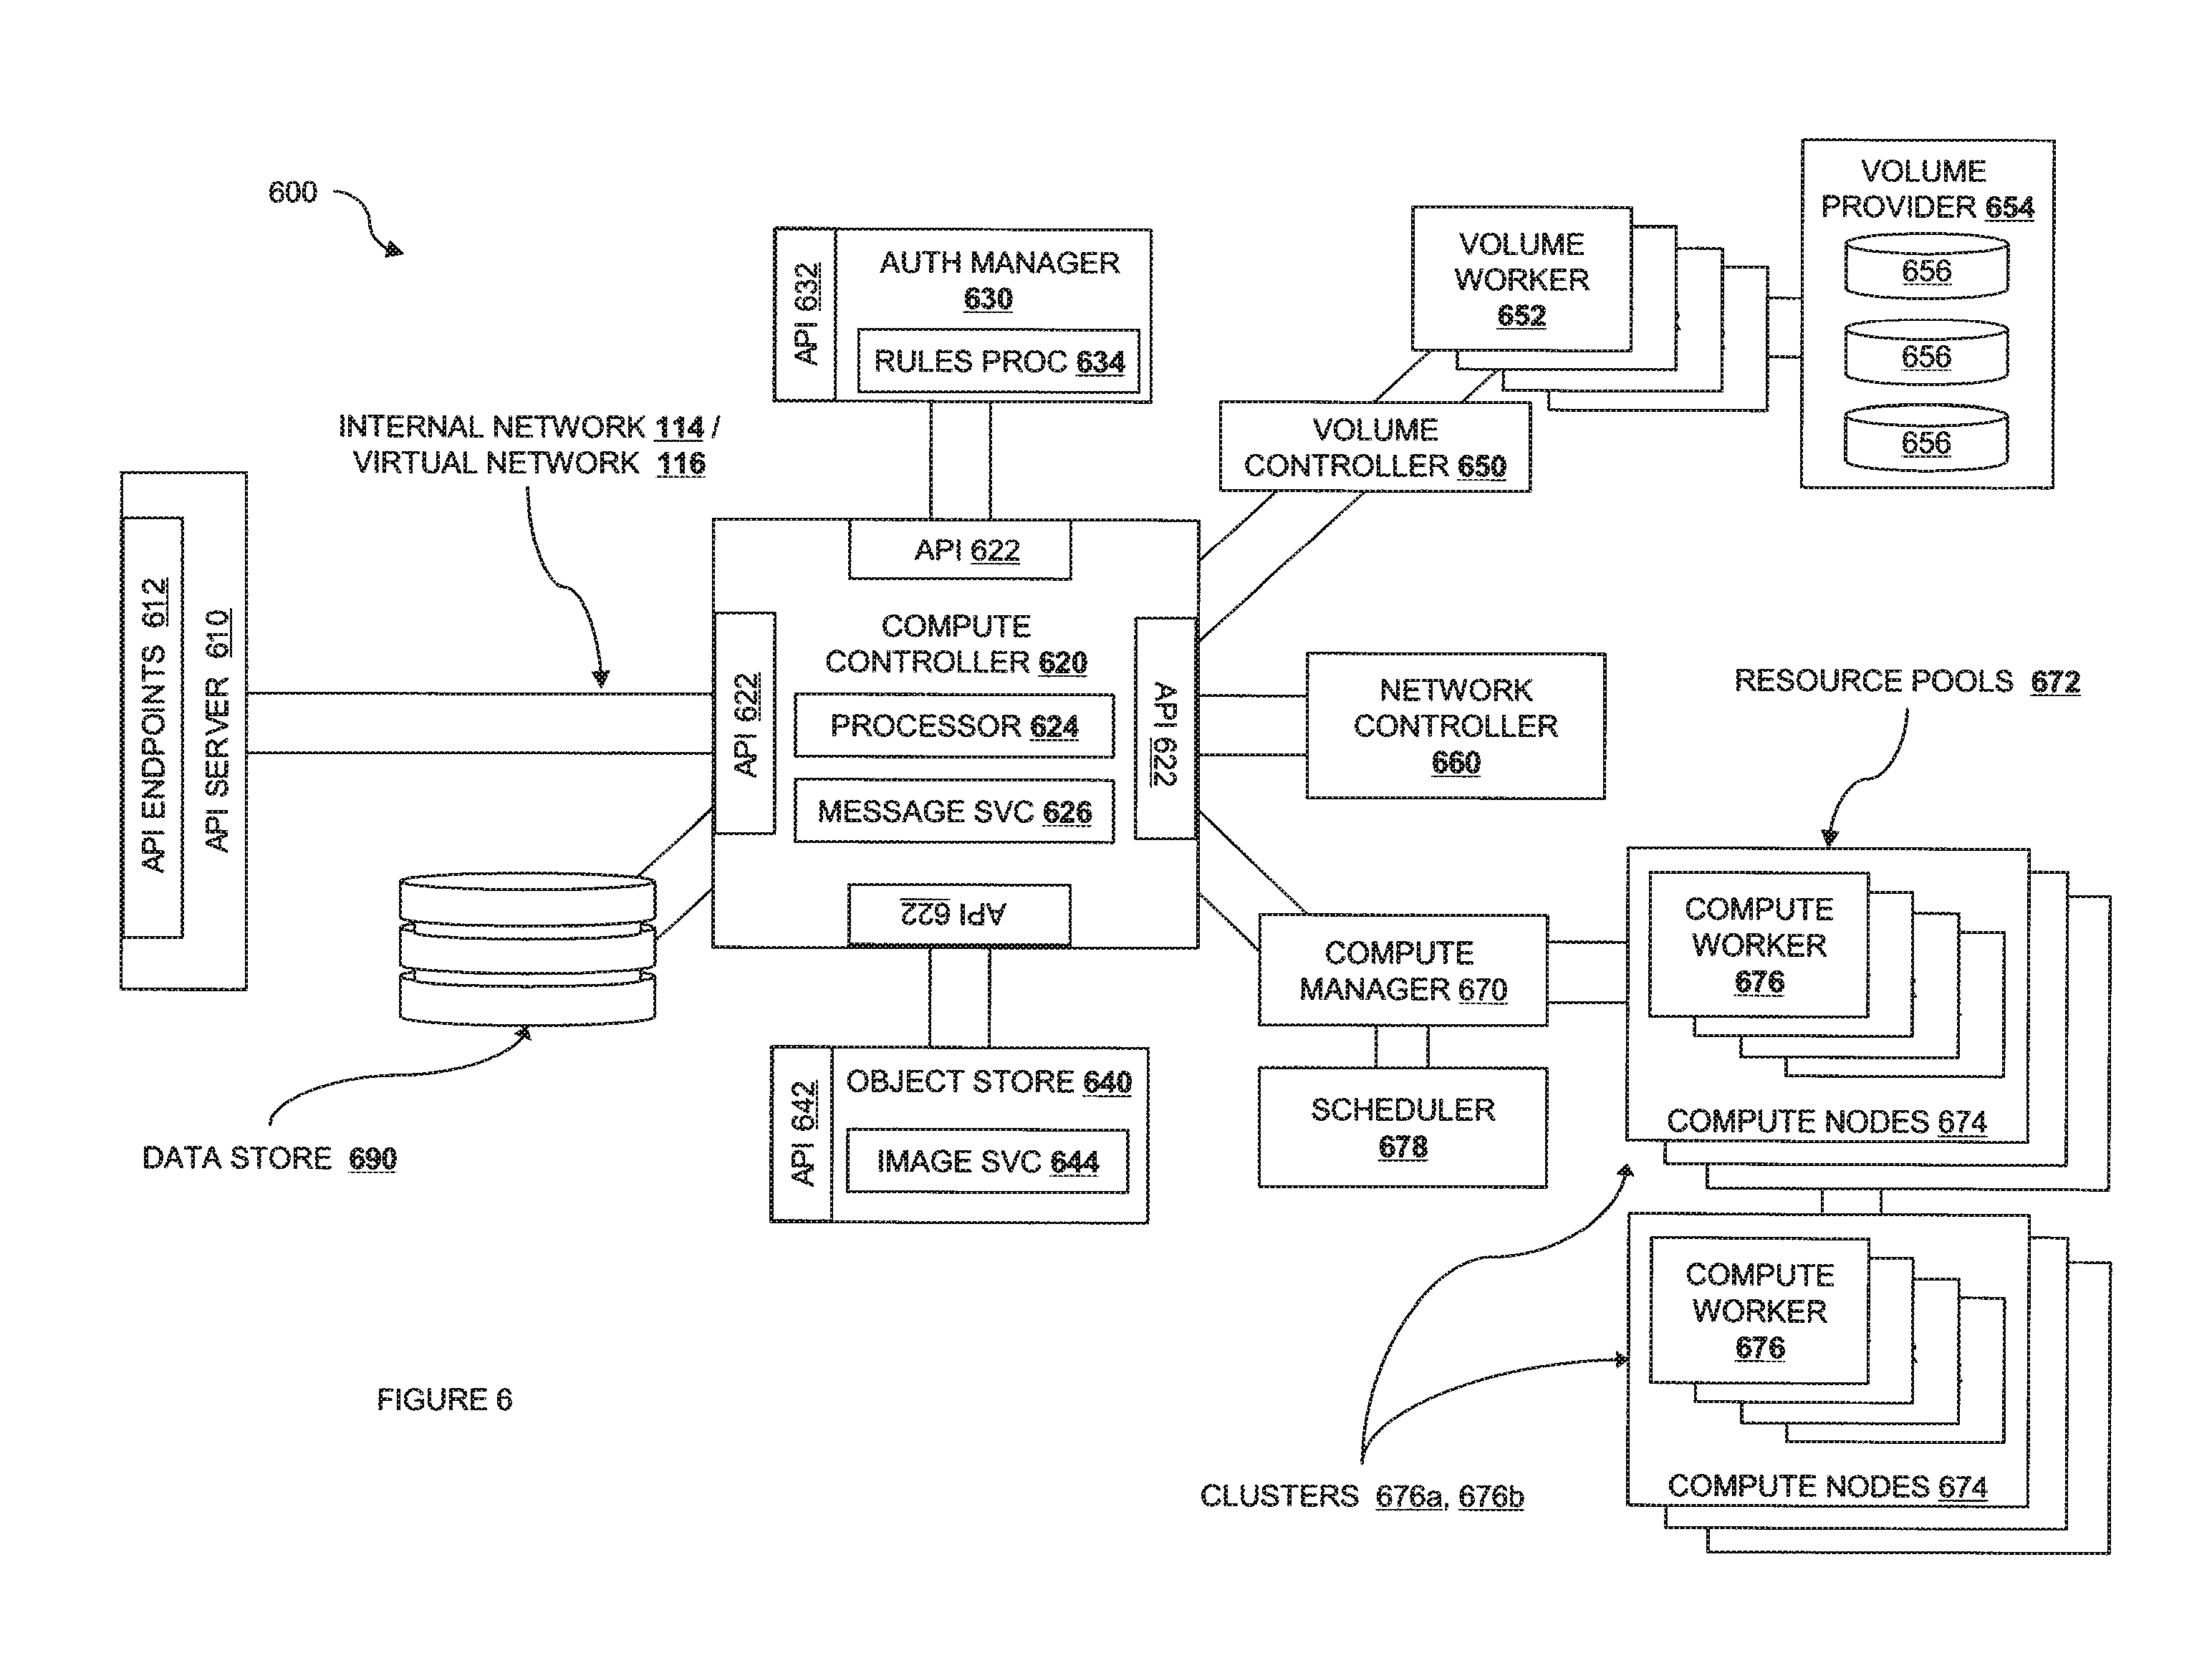 600
API 632
AUTH MANAGER
630
RULES PROC 634
VOLUME
WORKER
652
VOLUME
PROVIDER 654
656
656
656
INTERNAL NETWORK 114 /
VIRTUAL NETWORK 116
VOLUME
CONTROLLER 650
API ENDPOINTS 612
API SERVER 610
API 622
API 622
COMPUTE
CONTROLLER 620
PROCESSOR 624
MESSAGE SVC 626
API 622
API 622
NETWORK
CONTROLLER
660
RESOURCE POOLS 672
COMPUTE
MANAGER 670
COMPUTE
WORKER
676
COMPUTE NODES 674
DATA STORE 690
API 642
OBJECT STORE 640
IMAGE SVC 644
SCHEDULER
678
COMPUTE
WORKER
676
COMPUTE NODES 674
CLUSTERS 676a, 676b
FIGURE 6